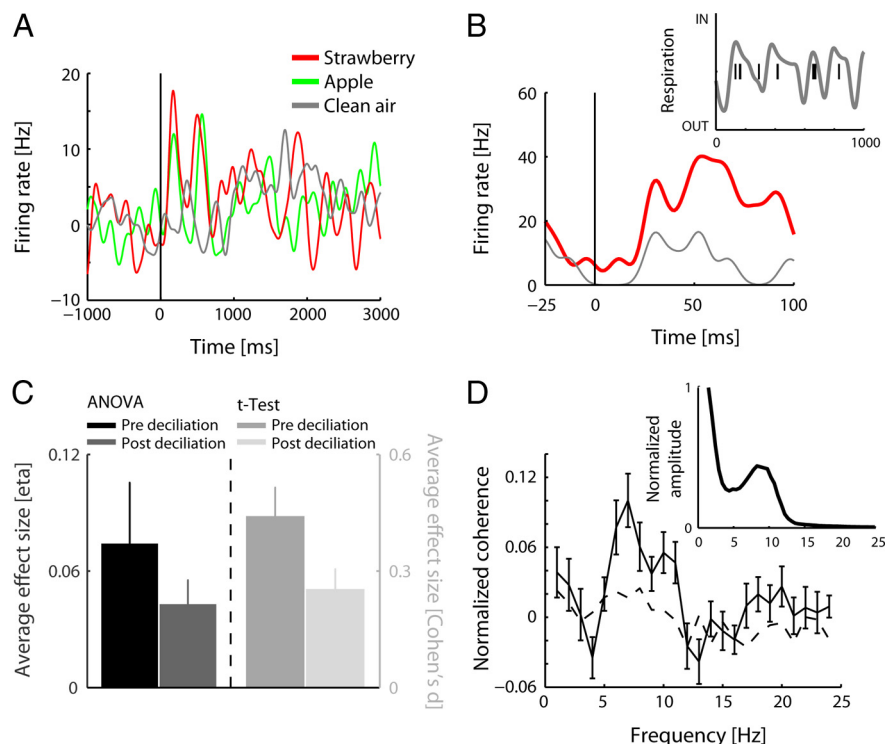 A
Strawberry
Apple
Clean air
Firing rate [Hz]
20
10
0
−10
−1000
0
1000
2000
3000
Time [ms]
B
IN
Respiration
OUT
0
1000
Firing rate [Hz]
60
40
20
0
−25
0
50
100
Time [ms]
C
ANOVA
Pre deciliation
Post deciliation
t-Test
Pre deciliation
Post deciliation
Average effect size [eta]
0.12
0.06
0
0.6
0.3
0
Average effect size [Cohen's d]
D
Normalized
amplitude
1
0
0
5
10
15
20
25
Normalized coherence
0.12
0.06
0
−0.06
0
5
10
15
20
25
Frequency [Hz]